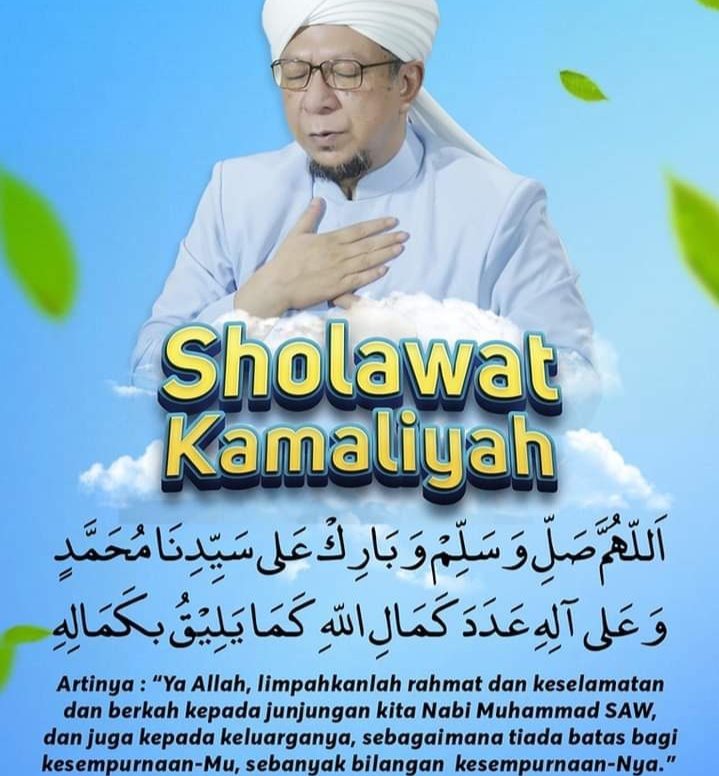 Sholawat
Kamaliyah
اَللّٰهُمَّ صَلِّ وَ سَلِّمْ وَ بَارِكْ عَلَى سَيِّدِنَا مُحَمَّدٍ
وَ عَلَى آلِهِ عَدَدَ كَمَالِ اللّٰهِ كَمَا يَلِيْقُ بِكَمَالِهِ
Artinya : “Ya Allah, limpahkanlah rahmat dan keselamatan
dan berkah kepada junjungan kita Nabi Muhammad SAW,
dan juga kepada keluarganya, sebagaimana tiada batas bagi
kesempurnaan-Mu, sebanyak bilangan kesempurnaan-Nya.”